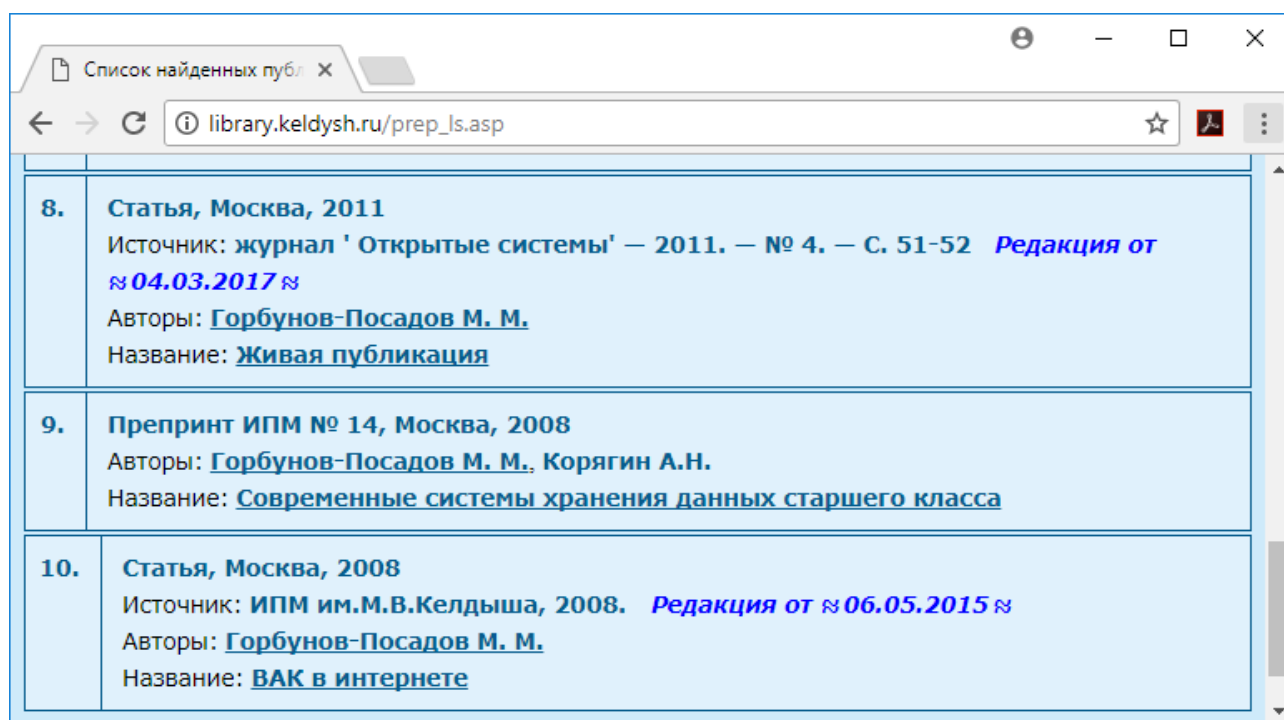 Список найденных публ
library.keldysh.ru/prep_ls.asp
8. Статья, Москва, 2011
Источник: журнал ' Открытые системы' — 2011. — № 4. — С. 51-52 Редакция от
≈ 04.03.2017 ≈
Авторы: Горбунов-Посадов М. М.
Название: Живая публикация
9. Препринт ИПМ № 14, Москва, 2008
Авторы: Горбунов-Посадов М. М., Корягин А.Н.
Название: Современные системы хранения данных старшего класса
10. Статья, Москва, 2008
Источник: ИПМ им.М.В.Келдыша, 2008. Редакция от ≈ 06.05.2015 ≈
Авторы: Горбунов-Посадов М. М.
Название: ВАК в интернете